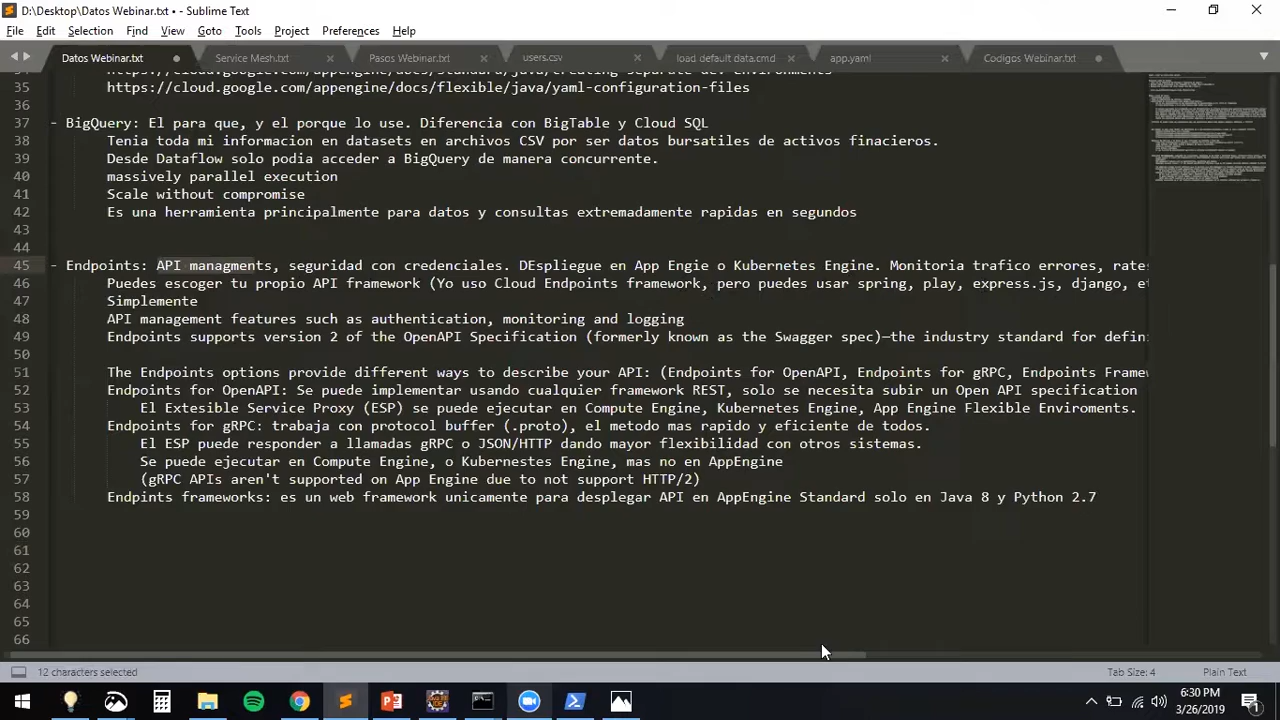 D:\Desktop\Datos Webinar.txt • - Sublime Text
File Edit Selection Find View Goto Tools Project Preferences Help
Datos Webinar.txt Service Mesh.txt Pasos Webinar.txt users.csv load default data.cmd app.yaml Codigos Webinar.txt
35 https://cloud.google.com/appengine/docs/flexible/java/yaml-configuration-files
36
37 - BigQuery: El para que, y el porque lo use. Diferencia con BigTable y Cloud SQL
38 Tenia toda mi informacion en datasets en archivos CSV por ser datos bursatiles de activos finacieros.
39 Desde Dataflow solo podia acceder a BigQuery de manera concurrente.
40 massively parallel execution
41 Scale without compromise
42 Es una herramienta principalmente para datos y consultas extremadamente rapidas en segundos
43
44
45 - Endpoints: API managments, seguridad con credenciales. DEspliegue en App Engie o Kubernetes Engine. Monitoria trafico errores, rates
46 Puedes escoger tu propio API framework (Yo uso Cloud Endpoints framework, pero puedes usar spring, play, express.js, django, et
47 Simplemente
48 API management features such as authentication, monitoring and logging
49 Endpoints supports version 2 of the OpenAPI Specification (formerly known as the Swagger spec)—the industry standard for defin
50
51 The Endpoints options provide different ways to describe your API: (Endpoints for OpenAPI, Endpoints for gRPC, Endpoints Frame
52 Endpoints for OpenAPI: Se puede implementar usando cualquier framework REST, solo se necesita subir un Open API specification
53 El Extesible Service Proxy (ESP) se puede ejecutar en Compute Engine, Kubernetes Engine, App Engine Flexible Enviroments.
54 Endpoints for gRPC: trabaja con protocol buffer (.proto), el metodo mas rapido y eficiente de todos.
55 El ESP puede responder a llamadas gRPC o JSON/HTTP dando mayor flexibilidad con otros sistemas.
56 Se puede ejecutar en Compute Engine, o Kubernestes Engine, mas no en AppEngine
57 (gRPC APIs aren't supported on App Engine due to not support HTTP/2)
58 Endpints frameworks: es un web framework unicamente para desplegar API en AppEngine Standard solo en Java 8 y Python 2.7
59
60
61
62
63
64
65
66
12 characters selected Tab Size: 4 Plain Text
6:30 PM
3/26/2019